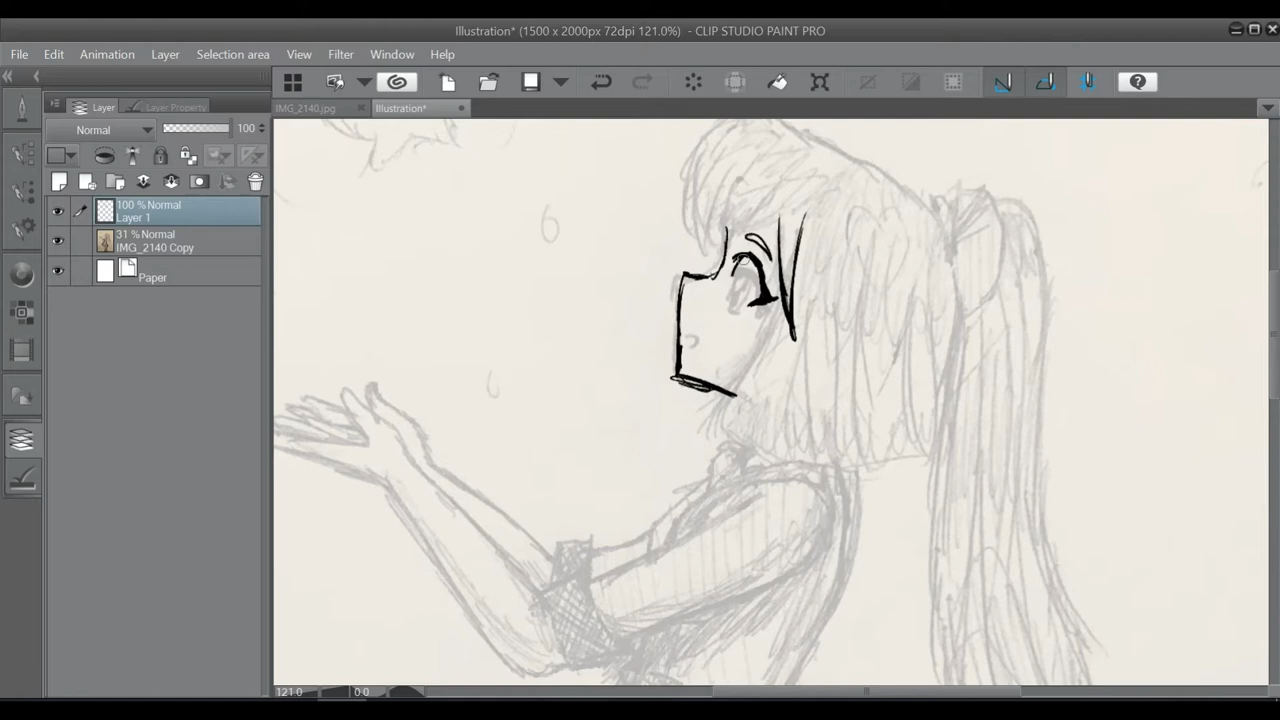 Illustration* (1500 x 2000px 72dpi 121.0%) - CLIP STUDIO PAINT PRO
File Edit Animation Layer Selection area View Filter Window Help
IMG_2140.jpg Illustration*
Layer Layer Property
Normal 100
100 % Normal
Layer 1
31 % Normal
IMG_2140 Copy
Paper
121.0 0.0